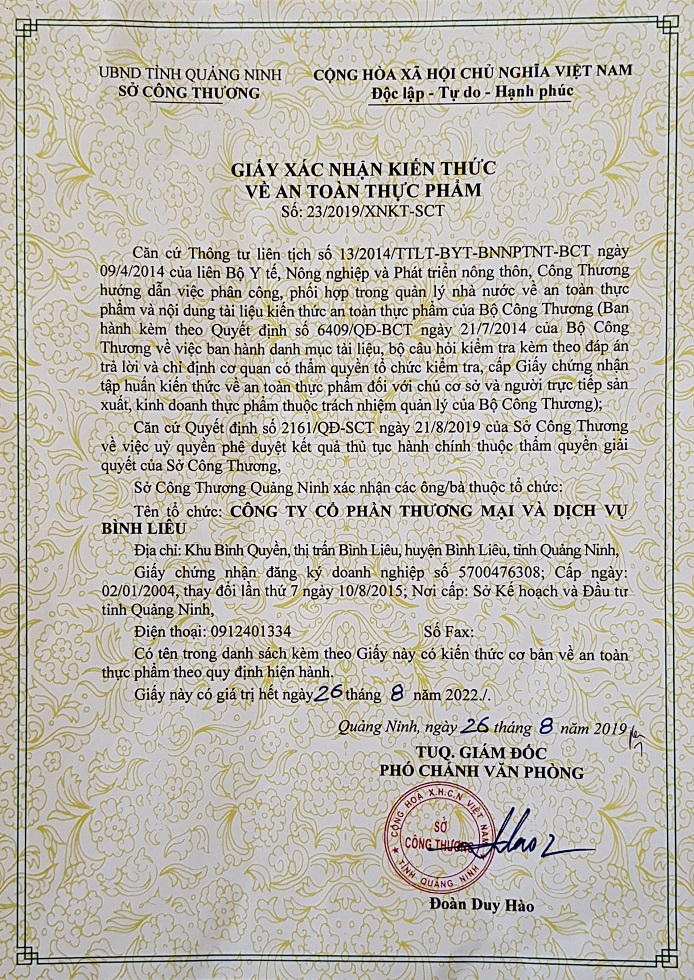 UBND TỈNH QUẢNG NINH
SỞ CÔNG THƯƠNG
CỘNG HÒA XÃ HỘI CHỦ NGHĨA VIỆT NAM
Độc lập - Tự do - Hạnh phúc
GIẤY XÁC NHẬN KIẾN THỨC
VỀ AN TOÀN THỰC PHẨM
Số: 23/2019/XNKT-SCT
Căn cứ Thông tư liên tịch số 13/2014/TTLT-BYT-BNNPTNT-BCT ngày
09/4/2014 của liên Bộ Y tế, Nông nghiệp và Phát triển nông thôn, Công Thương
hướng dẫn việc phân công, phối hợp trong quản lý nhà nước về an toàn thực
phẩm và nội dung tài liệu kiến thức an toàn thực phẩm của Bộ Công Thương (Ban
hành kèm theo Quyết định số 6409/QĐ-BCT ngày 21/7/2014 của Bộ Công
Thương về việc ban hành danh mục tài liệu, bộ câu hỏi kiểm tra kèm theo đáp án
trả lời và chỉ định cơ quan có thẩm quyền tổ chức kiểm tra, cấp Giấy chứng nhận
tập huấn kiến thức về an toàn thực phẩm đối với chủ cơ sở và người trực tiếp sản
xuất, kinh doanh thực phẩm thuộc trách nhiệm quản lý của Bộ Công Thương);
Căn cứ Quyết định số 2161/QĐ-SCT ngày 21/8/2019 của Sở Công Thương
về việc uỷ quyền phê duyệt kết quả thủ tục hành chính thuộc thẩm quyền giải
quyết của Sở Công Thương,
Sở Công Thương Quảng Ninh xác nhận các ông/bà thuộc tổ chức:
Tên tổ chức: CÔNG TY CỔ PHẦN THƯƠNG MẠI VÀ DỊCH VỤ
BÌNH LIÊU
Địa chỉ: Khu Bình Quyền, thị trấn Bình Liêu, huyện Bình Liêu, tỉnh Quảng Ninh,
Giấy chứng nhận đăng ký doanh nghiệp số 5700476308; Cấp ngày:
02/01/2004, thay đổi lần thứ 7 ngày 10/8/2015; Nơi cấp: Sở Kế hoạch và Đầu tư
tỉnh Quảng Ninh,
Điện thoại: 0912401334 Số Fax:
Có tên trong danh sách kèm theo Giấy này có kiến thức cơ bản về an toàn
thực phẩm theo quy định hiện hành.
Giấy này có giá trị hết ngày 26 tháng 8 năm 2022./.
Quảng Ninh, ngày 26 tháng 8 năm 2019
TUQ. GIÁM ĐỐC
PHÓ CHÁNH VĂN PHÒNG
CỘNG HÒA X.H.C.N VIỆT NAM
SỞ
CÔNG THƯƠNG
TỈNH QUẢNG NINH
Đoàn Duy Hào